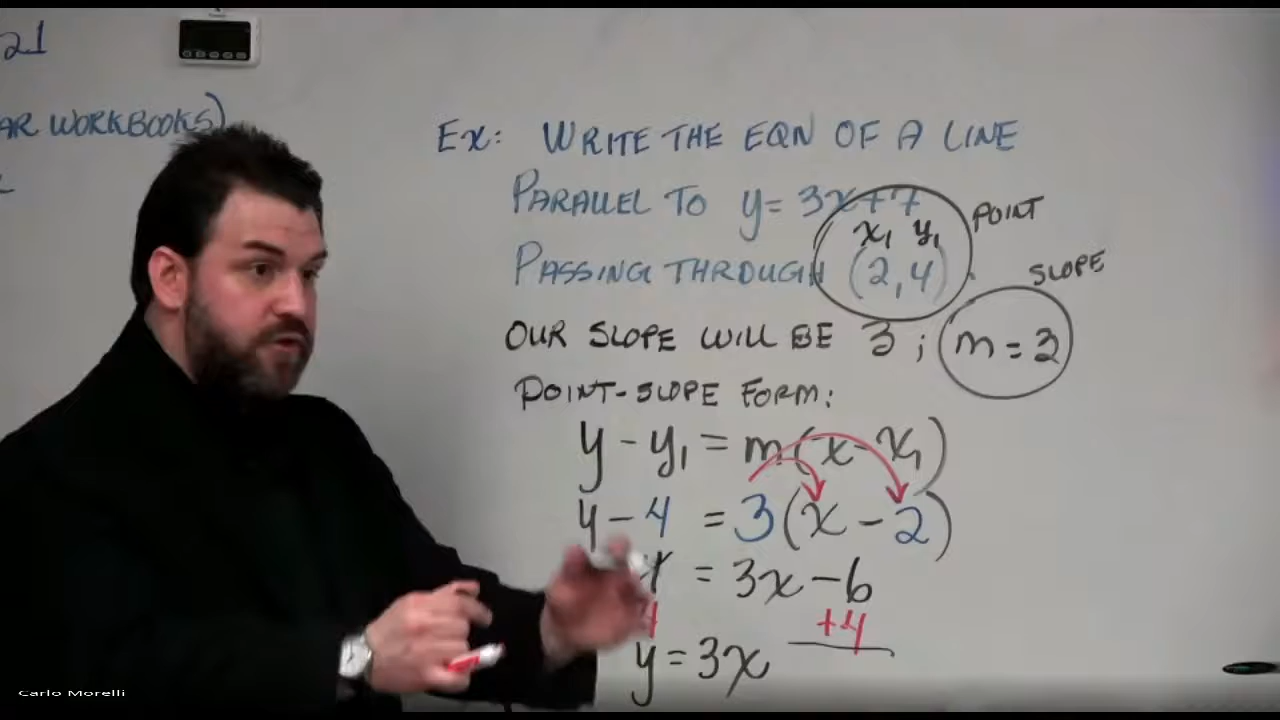 21
AR WORKBOOKS)
Ex: WRITE THE EQN OF A LINE
PARALLEL TO y = 3x+7
PASSING THROUGH (2,4)
x₁ y₁
POINT
SLOPE
OUR SLOPE WILL BE 3 ; m = 3
POINT-SLOPE FORM:
y - y₁ = m(x - x₁)
y - 4 = 3(x - 2)
4 = 3x - 6
4 +4
y = 3x
Carlo Morelli